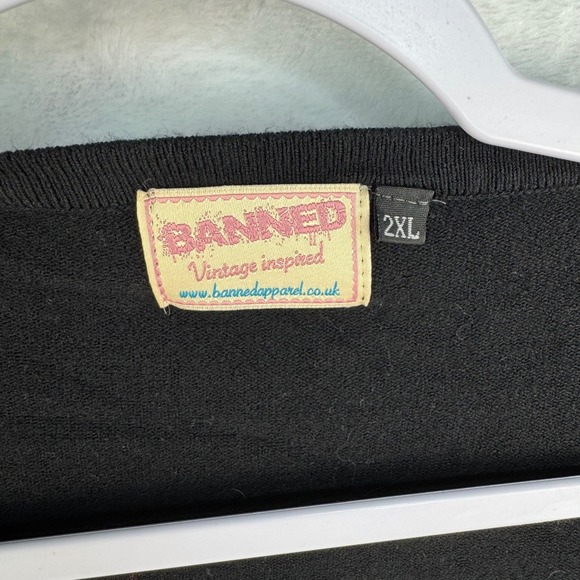 BANNED
Vintage inspired
www.bannedapparel.co.uk
2XL